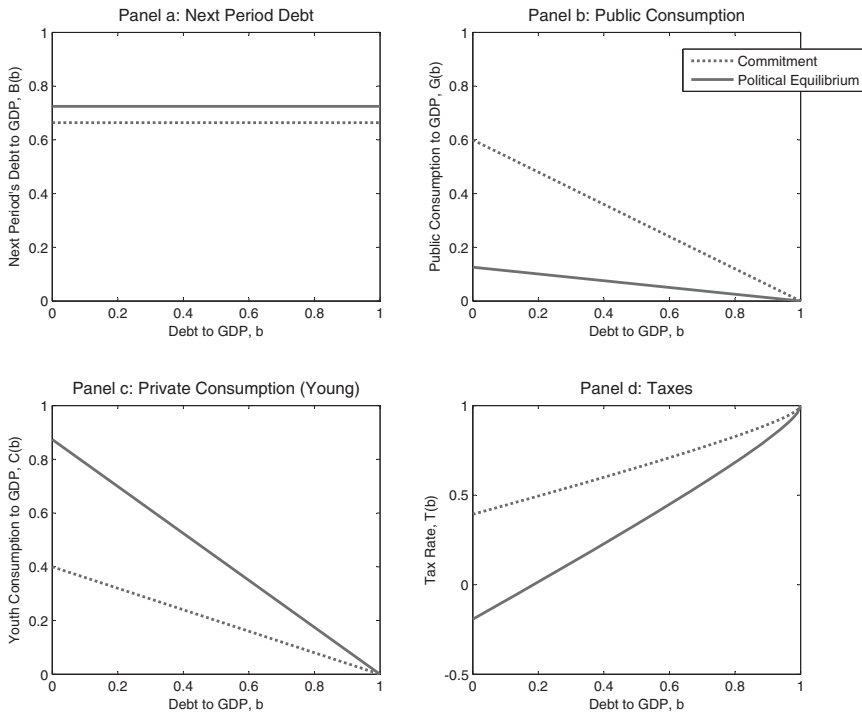 Panel a: Next Period Debt
Next Period's Debt to GDP, B(b)
1
0.8
0.6
0.4
0.2
0
0 0.2 0.4 0.6 0.8 1
Debt to GDP, b
Panel b: Public Consumption
Commitment
Political Equilibrium
Public Consumption to GDP, G(b)
1
0.8
0.6
0.4
0.2
0
0 0.2 0.4 0.6 0.8 1
Debt to GDP, b
Panel c: Private Consumption (Young)
Youth Consumption to GDP, C(b)
1
0.8
0.6
0.4
0.2
0
0 0.2 0.4 0.6 0.8 1
Debt to GDP, b
Panel d: Taxes
Tax Rate, T(b)
1
0.5
0
-0.5
0 0.2 0.4 0.6 0.8 1
Debt to GDP, b